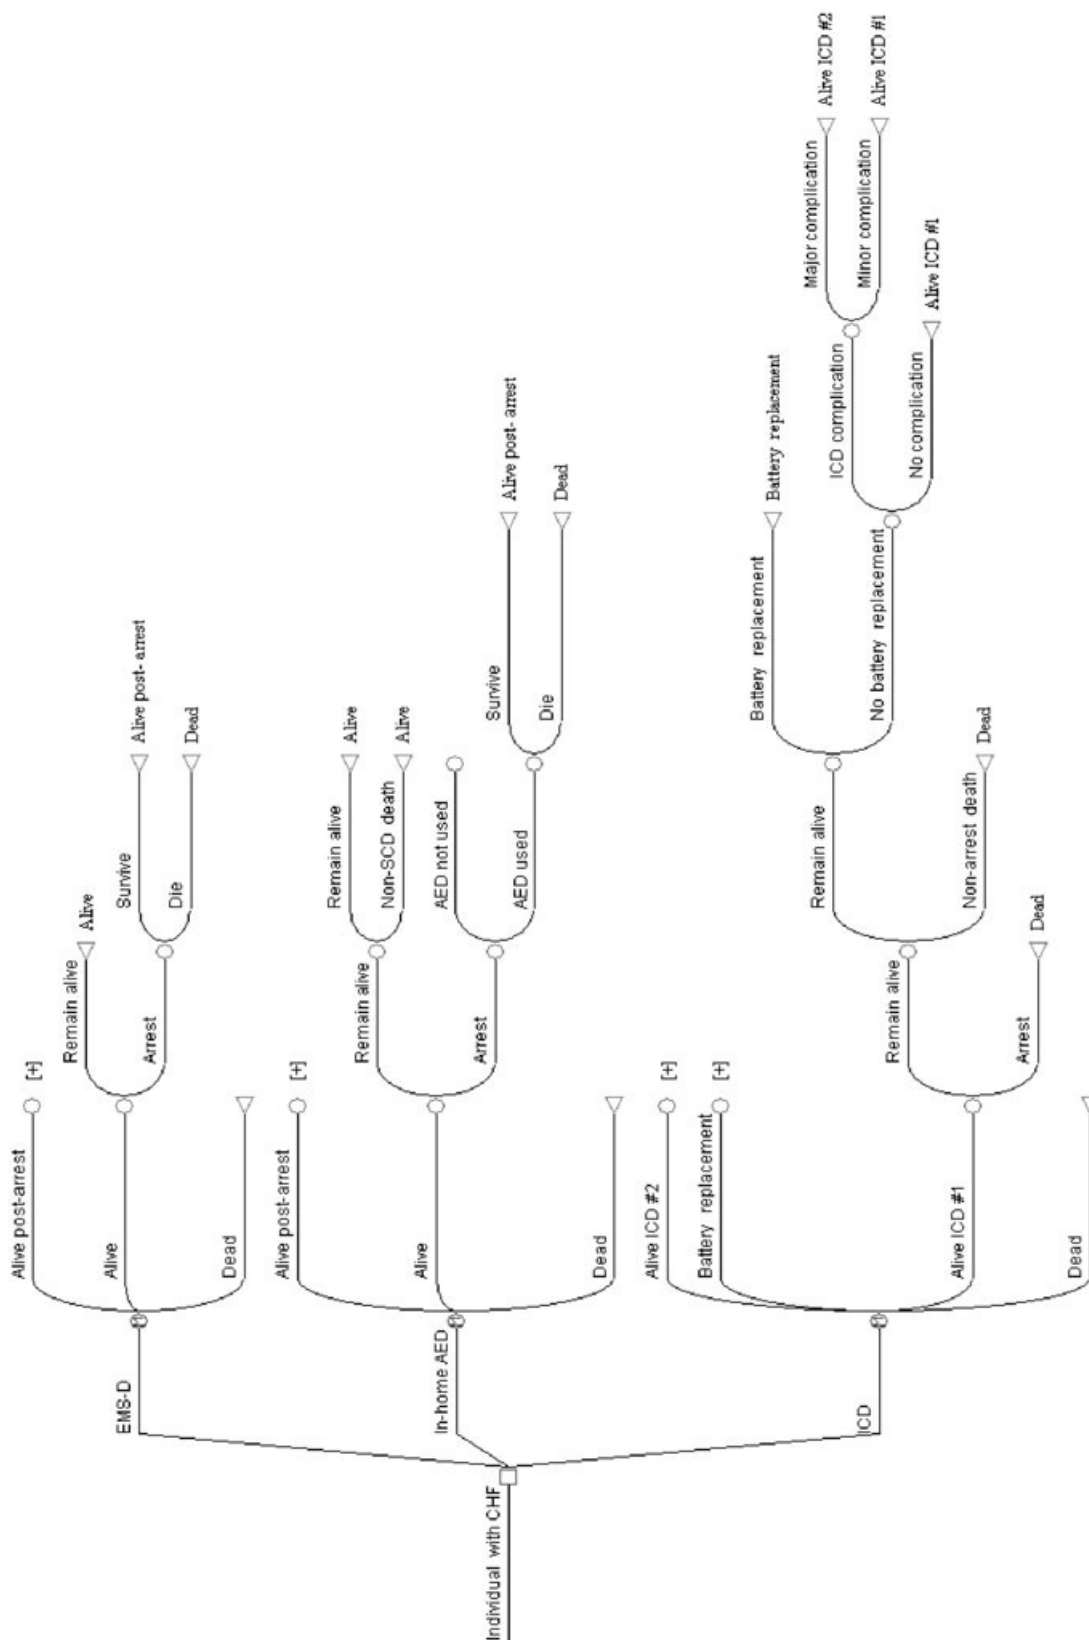 Individual with CHF
EMS-D
Alive post-arrest
[+]
Alive
Remain alive
Alive
Arrest
Survive
Alive post- arrest
Die
Dead
Dead
In-home AED
Alive post-arrest
[+]
Alive
Remain alive
Remain alive
Alive
Non-SCD death
Alive
Arrest
AED not used
AED used
Survive
Alive post- arrest
Die
Dead
Dead
ICD
Alive ICD #2
[+]
Battery replacement
[+]
Alive ICD #1
Remain alive
Remain alive
Battery replacement
Battery replacement
No battery replacement
ICD complication
Major complication
Alive ICD #2
Minor complication
Alive ICD #1
No complication
Alive ICD #1
Non-arrest death
Dead
Arrest
Dead
Dead